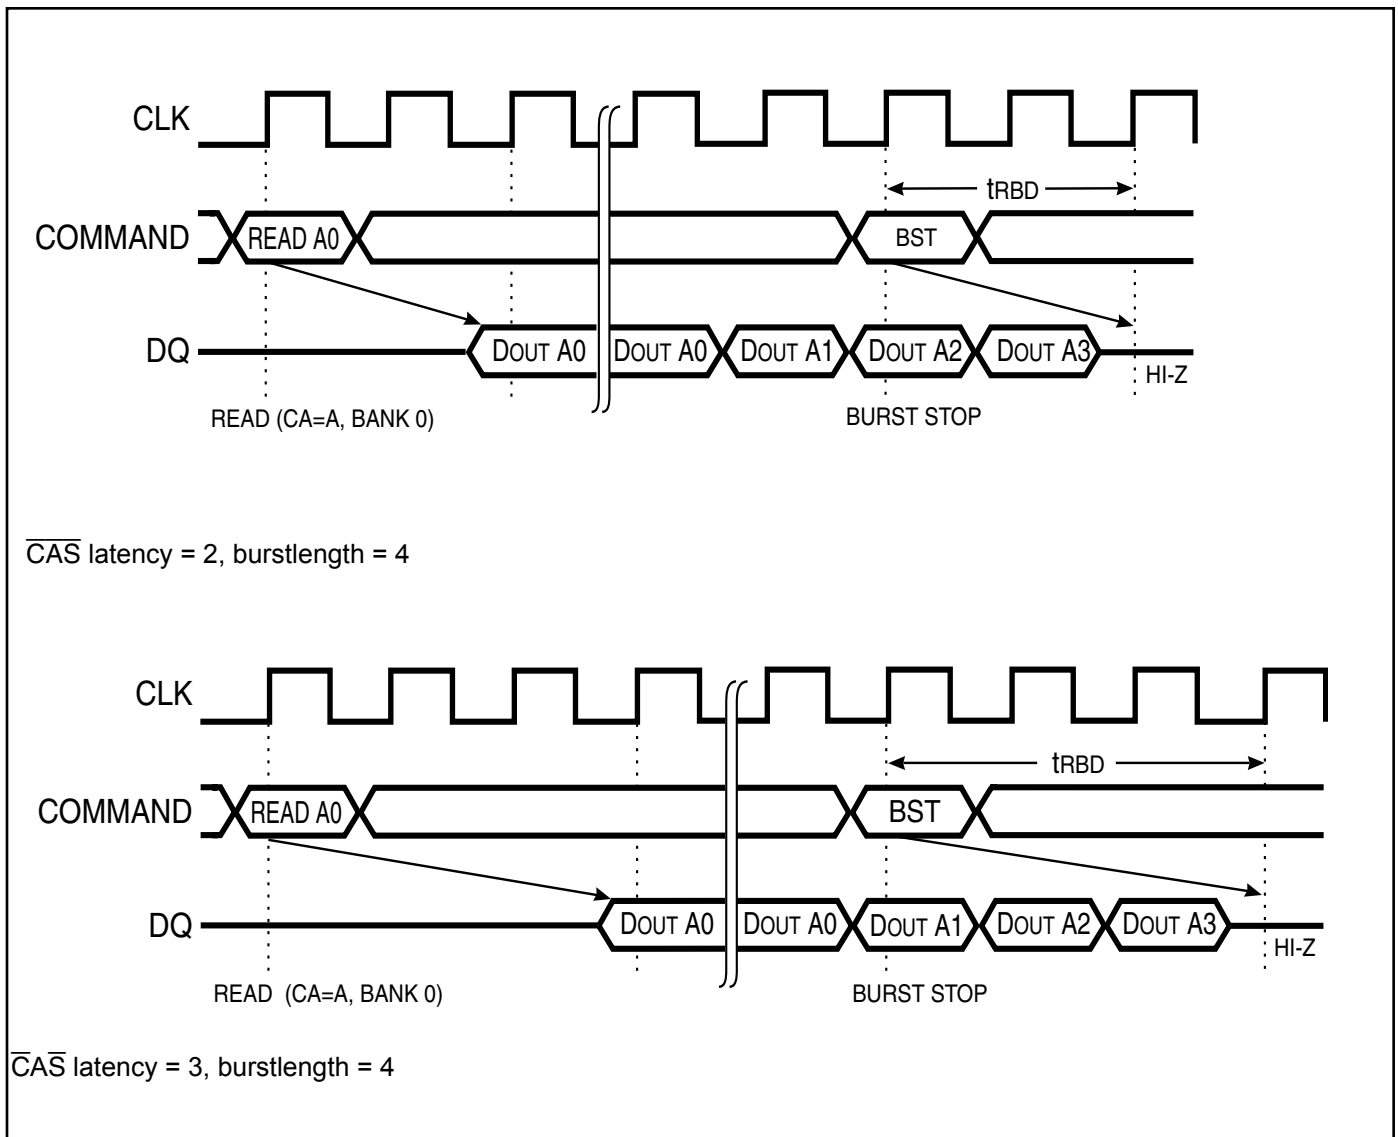 CLK
tRBD
COMMAND READ A0 BST
DQ DOUT A0 DOUT A0 DOUT A1 DOUT A2 DOUT A3 HI-Z
READ (CA=A, BANK 0) BURST STOP
C̅A̅S̅ latency = 2, burstlength = 4
CLK
tRBD
COMMAND READ A0 BST
DQ DOUT A0 DOUT A0 DOUT A1 DOUT A2 DOUT A3 HI-Z
READ (CA=A, BANK 0) BURST STOP
C̅AS̅ latency = 3, burstlength = 4